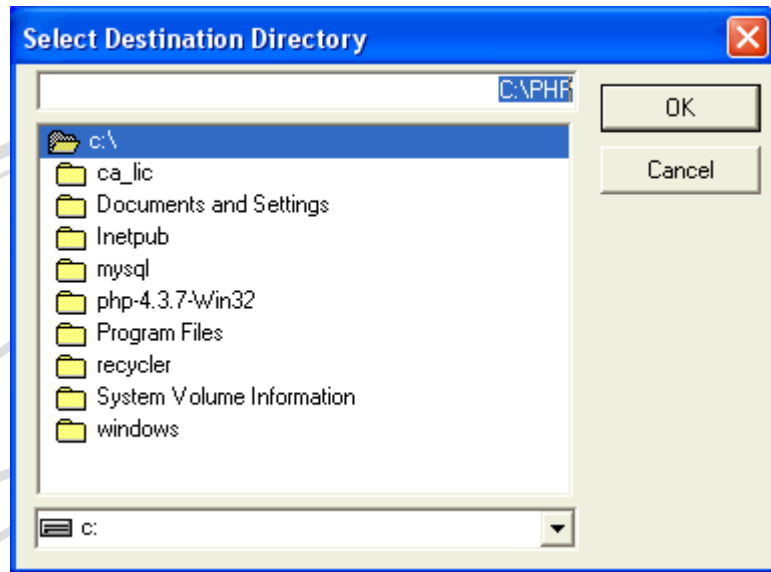 Select Destination Directory
C:\PHP
OK
c:\
ca_lic
Cancel
Documents and Settings
Inetpub
mysql
php-4.3.7-Win32
Program Files
recycler
System Volume Information
windows
c: